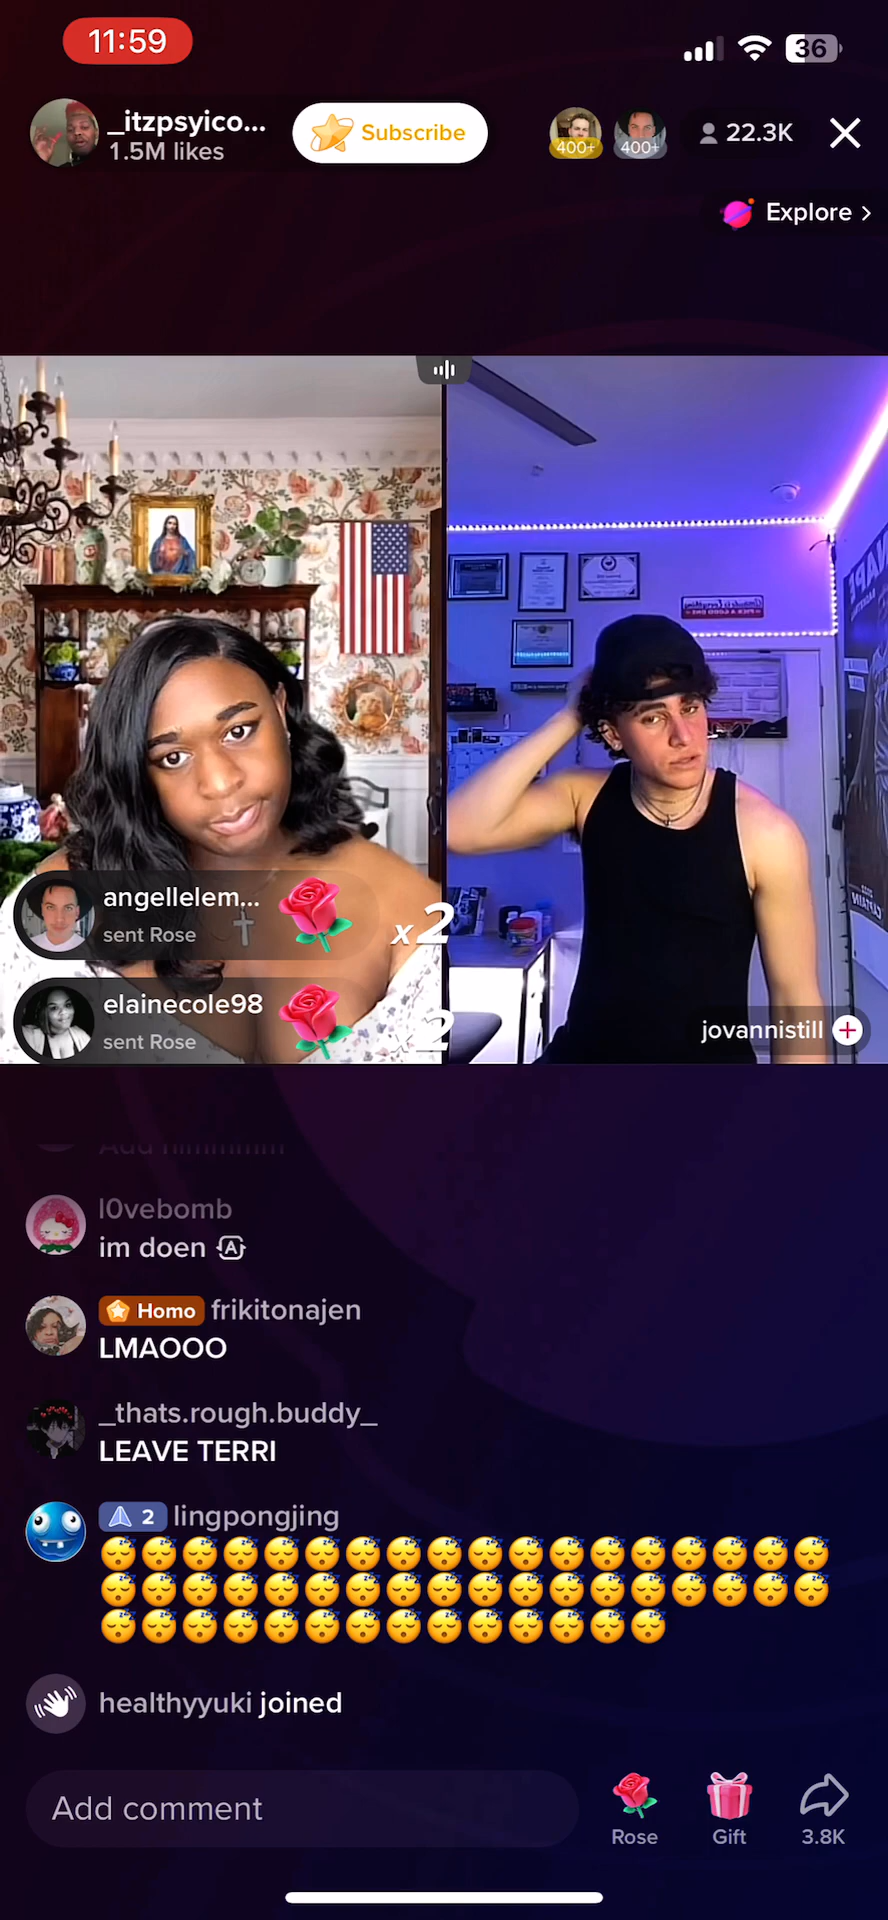 11:59
36
_itzpsyico...
1.5M likes
Subscribe
400+
400+
22.3K
Explore >
angellelem...
sent Rose
x2
elainecole98
sent Rose
x2
jovannistill
l0vebomb
im doen
Homo frikitonajen
LMAOOO
_thats.rough.buddy_
LEAVE TERRI
2 lingpongjing
😴😴😴😴😴😴😴😴😴😴😴😴😴😴😴😴😴😴
😴😴😴😴😴😴😴😴😴😴😴😴😴😴😴😴😴😴
😴😴😴😴😴😴😴😴😴😴😴😴😴😴
healthyyuki joined
Add comment
Rose
Gift
3.8K